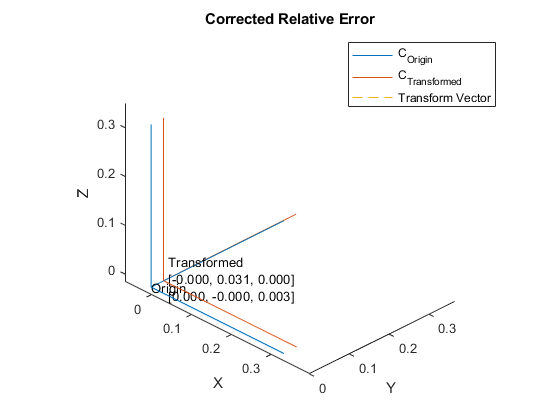 Corrected Relative Error
C_Origin
C_Transformed
Transform Vector
0.3
0.2
0.1
0
Z
Transformed
[-0.000, 0.031, 0.000]
Origin
[0.000, -0.000, 0.003]
0
0.1
0.2
0.3
X
0
0.1
0.2
0.3
Y